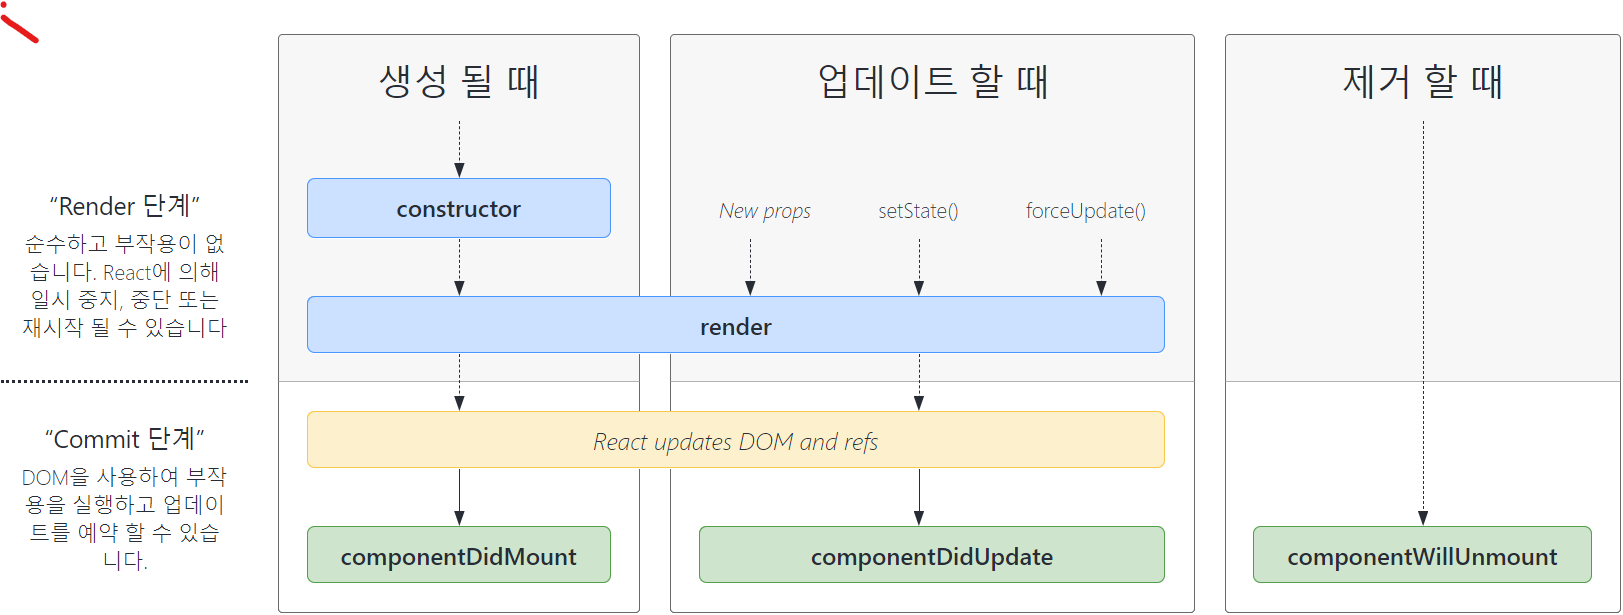 생성 될 때
업데이트 할 때
제거 할 때
“Render 단계”
순수하고 부작용이 없
습니다. React에 의해
일시 중지, 중단 또는
재시작 될 수 있습니다
constructor
New props
setState()
forceUpdate()
render
“Commit 단계”
DOM을 사용하여 부작
용을 실행하고 업데이
트를 예약 할 수 있습
니다.
React updates DOM and refs
componentDidMount
componentDidUpdate
componentWillUnmount